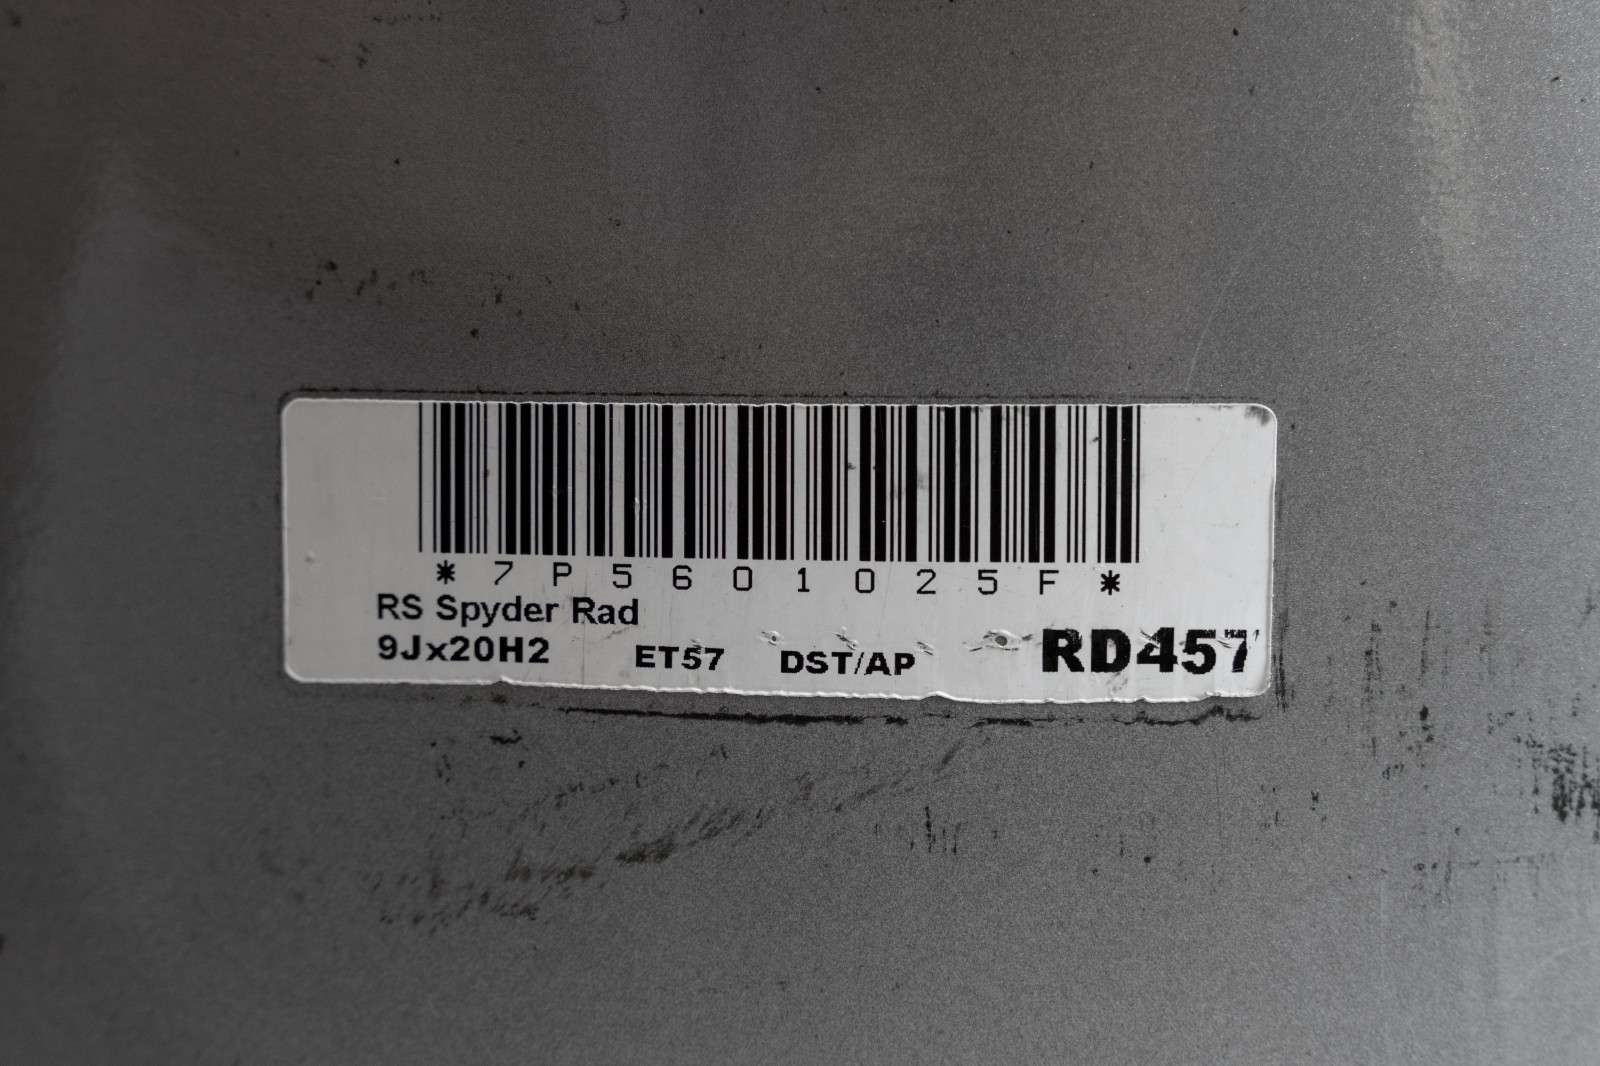 *7P5601025F*
RS Spyder Rad
9Jx20H2 ET57 DST/AP RD457